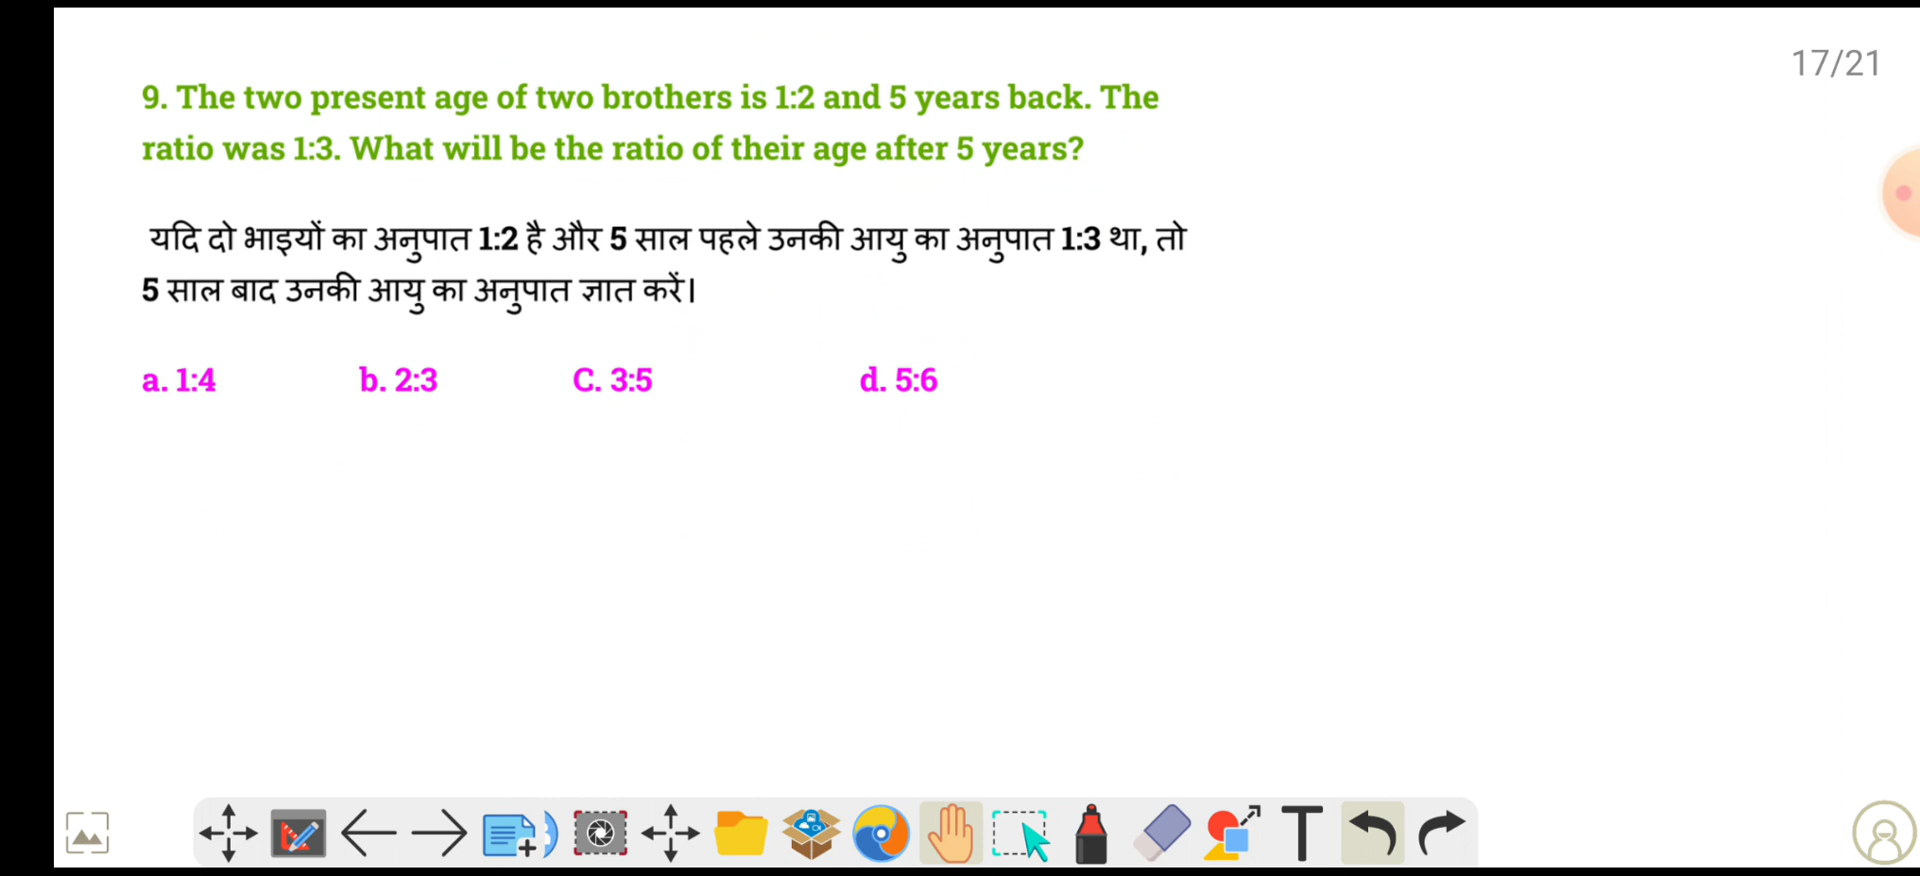 17/21
9. The two present age of two brothers is 1:2 and 5 years back. The
ratio was 1:3. What will be the ratio of their age after 5 years?
यदि दो भाइयों का अनुपात 1:2 है और 5 साल पहले उनकी आयु का अनुपात 1:3 था, तो
5 साल बाद उनकी आयु का अनुपात ज्ञात करें।
a. 1:4 b. 2:3 C. 3:5 d. 5:6